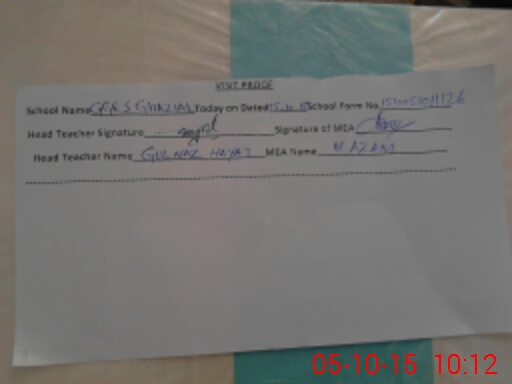 VISIT PROOF
School Name GGHS GHAZIAL Today on Dated School Form No.
Head Teacher Signature Signature of MEA
Head Teacher Name GULNAZ HAYAT MEA Name M. AZAM
05-10-15 10:12